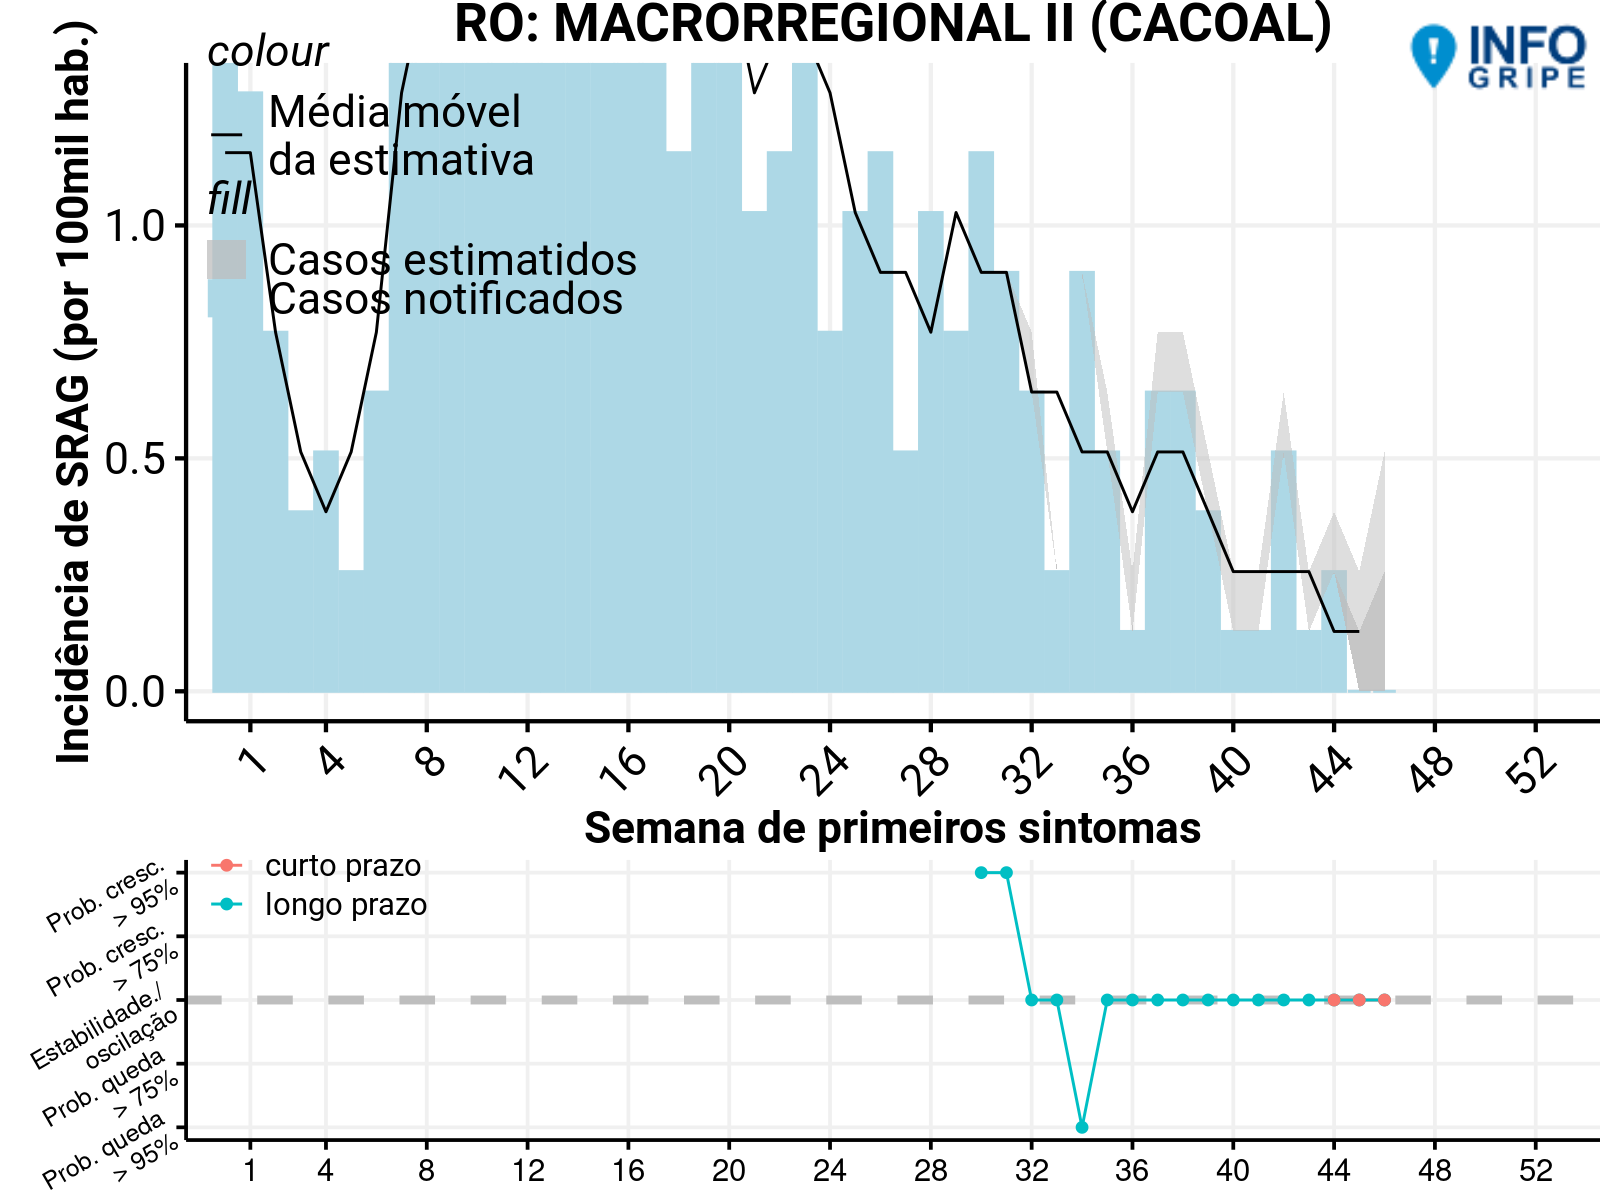 RO: MACRORREGIONAL II (CACOAL)
INFO
GRIPE
colour
Média móvel
da estimativa
fill
Casos estimatidos
Casos notificados
Incidência de SRAG (por 100mil hab.)
1.0
0.5
0.0
1 4 8 12 16 20 24 28 32 36 40 44 48 52
Semana de primeiros sintomas
curto prazo
longo prazo
Prob. cresc.
> 95%
Prob. cresc.
> 75%
Estabilidade./
oscilação
Prob. queda
> 75%
Prob. queda
> 95%
1 4 8 12 16 20 24 28 32 36 40 44 48 52